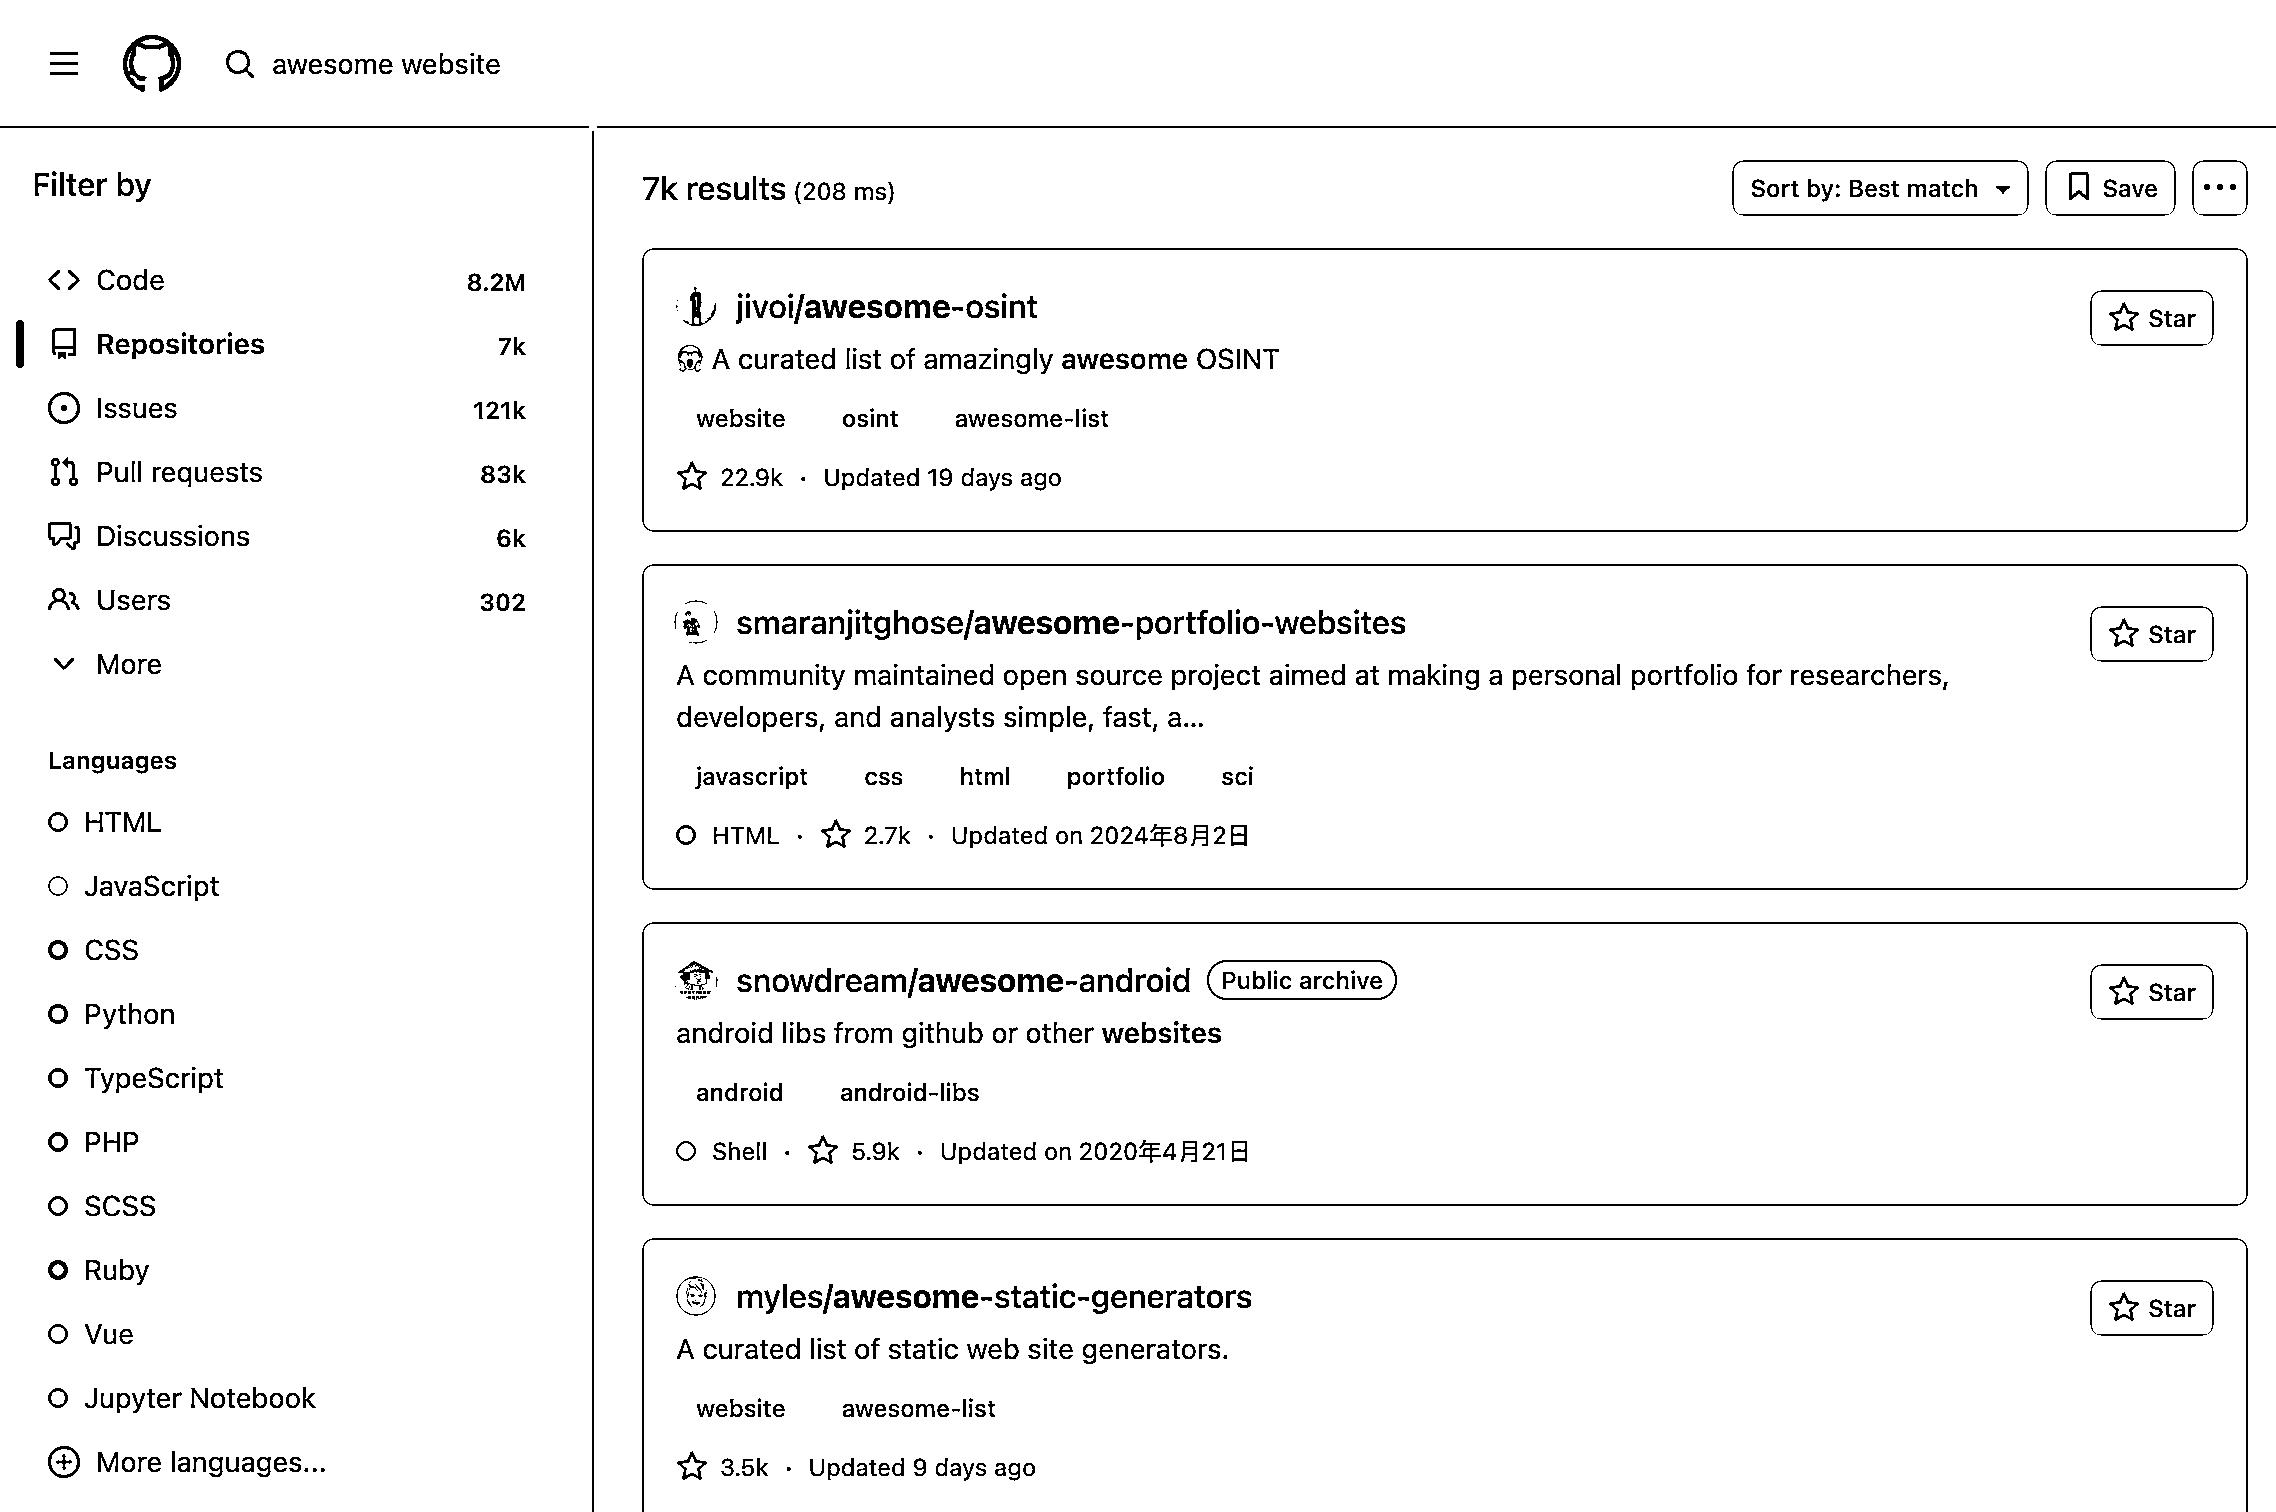 awesome website
Filter by
Code 8.2M
Repositories 7k
Issues 121k
Pull requests 83k
Discussions 6k
Users 302
More
Languages
HTML
JavaScript
CSS
Python
TypeScript
PHP
SCSS
Ruby
Vue
Jupyter Notebook
More languages...
7k results (208 ms)
Sort by: Best match
Save
jivoi/awesome-osint
Star
😱 A curated list of amazingly awesome OSINT
website osint awesome-list
22.9k · Updated 19 days ago
smaranjitghose/awesome-portfolio-websites
Star
A community maintained open source project aimed at making a personal portfolio for researchers,
developers, and analysts simple, fast, a...
javascript css html portfolio sci
HTML · 2.7k · Updated on 2024年8月2日
snowdream/awesome-android Public archive
Star
android libs from github or other websites
android android-libs
Shell · 5.9k · Updated on 2020年4月21日
myles/awesome-static-generators
Star
A curated list of static web site generators.
website awesome-list
3.5k · Updated 9 days ago